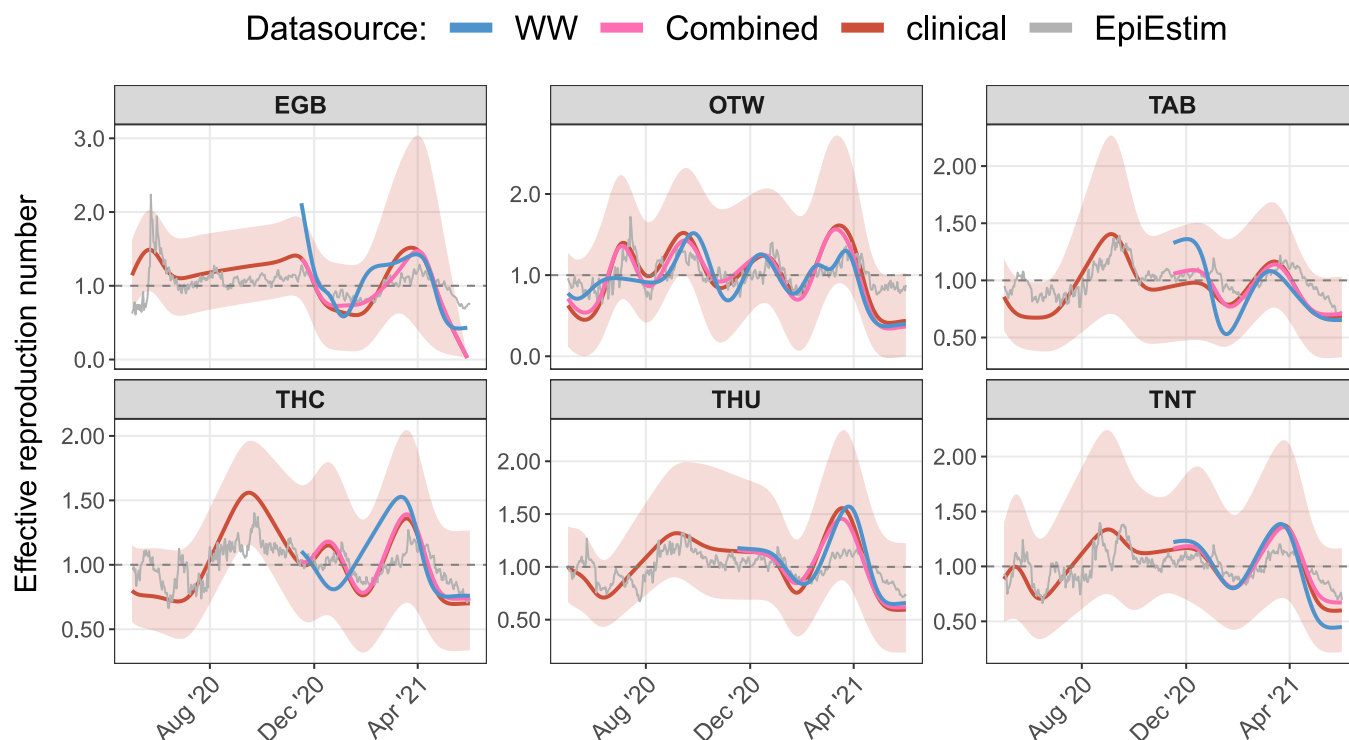 Datasource: WW Combined clinical EpiEstim
Effective reproduction number
EGB
OTW
TAB
3.0
2.0
1.0
0.0
2.0
1.0
0.0
2.00
1.50
1.00
0.50
THC
THU
TNT
2.00
1.50
1.00
0.50
2.00
1.50
1.00
0.50
2.00
1.50
1.00
0.50
Aug '20
Dec '20
Apr '21
Aug '20
Dec '20
Apr '21
Aug '20
Dec '20
Apr '21